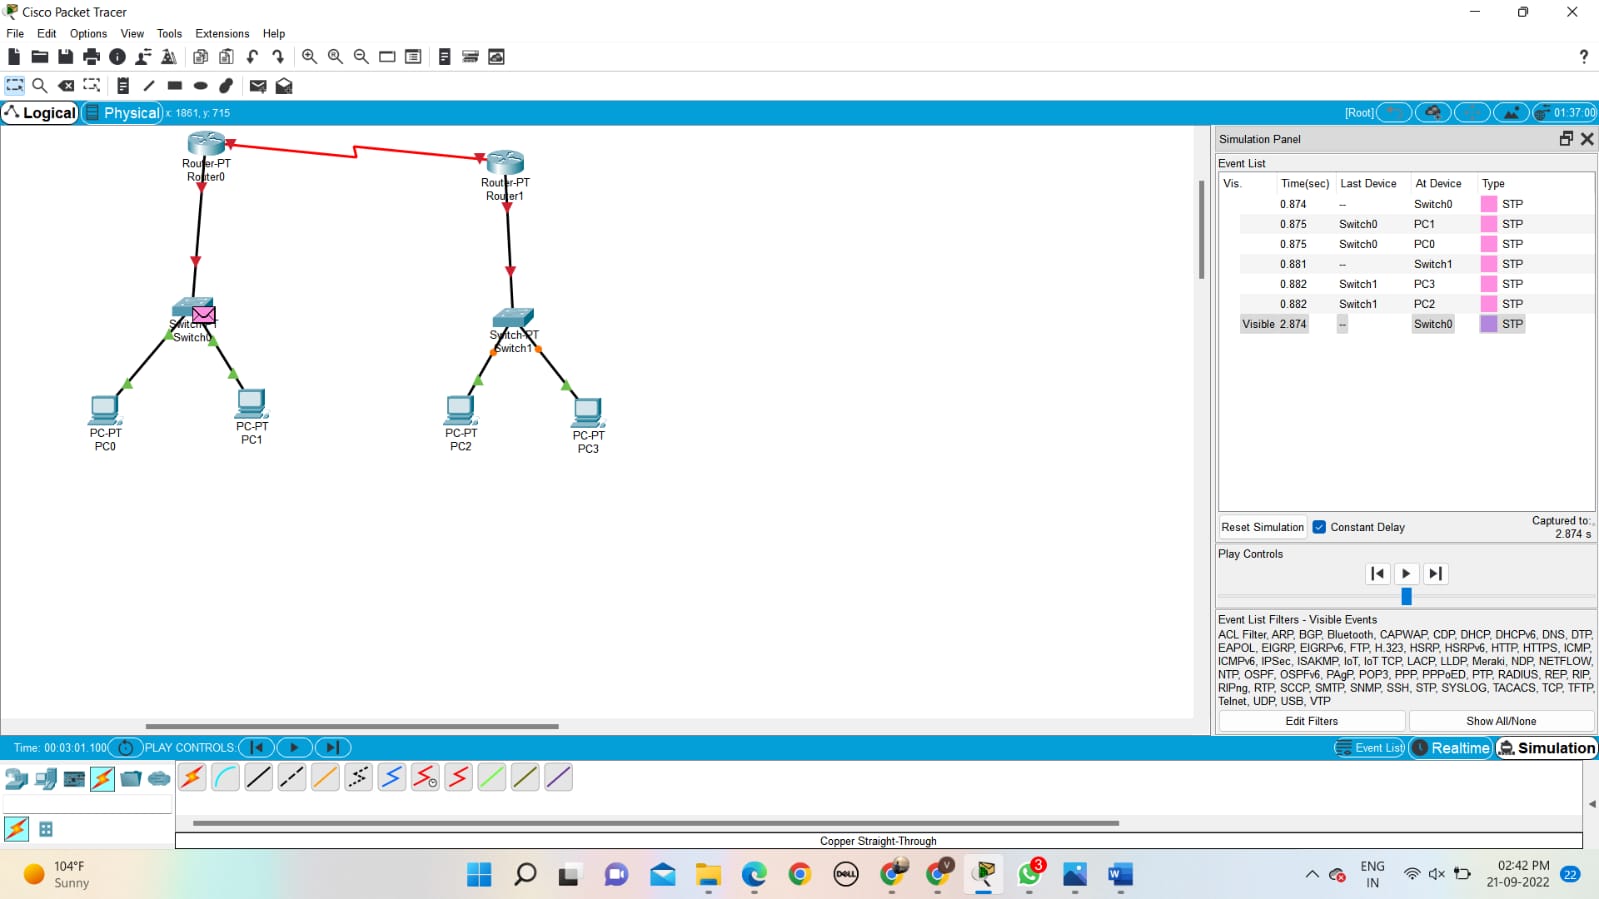 Cisco Packet Tracer
File Edit Options View Tools Extensions Help
?
Logical Physical x: 1861, y: 715 [Root] 01:37:00
Router-PT
Router0
Router-PT
Router1
Switch-PT
Switch0
Switch-PT
Switch1
PC-PT
PC0
PC-PT
PC1
PC-PT
PC2
PC-PT
PC3
Simulation Panel
Event List
Vis. Time(sec) Last Device At Device Type
0.874 -- Switch0 STP
0.875 Switch0 PC1 STP
0.875 Switch0 PC0 STP
0.881 -- Switch1 STP
0.882 Switch1 PC3 STP
0.882 Switch1 PC2 STP
Visible 2.874 -- Switch0 STP
Reset Simulation Constant Delay Captured to:
2.874 s
Play Controls
Event List Filters - Visible Events
ACL Filter, ARP, BGP, Bluetooth, CAPWAP, CDP, DHCP, DHCPv6, DNS, DTP,
EAPOL, EIGRP, EIGRPv6, FTP, H.323, HSRP, HSRPv6, HTTP, HTTPS, ICMP,
ICMPv6, IPSec, ISAKMP, IoT, IoT TCP, LACP, LLDP, Meraki, NDP, NETFLOW,
NTP, OSPF, OSPFv6, PAgP, POP3, PPP, PPPoED, PTP, RADIUS, REP, RIP,
RIPng, RTP, SCCP, SMTP, SNMP, SSH, STP, SYSLOG, TACACS, TCP, TFTP,
Telnet, UDP, USB, VTP
Edit Filters Show All/None
Time: 00:03:01.100 PLAY CONTROLS: Event List Realtime Simulation
Copper Straight-Through
104°F
Sunny
DELL
V
3
W
ENG
IN
02:42 PM
21-09-2022
22